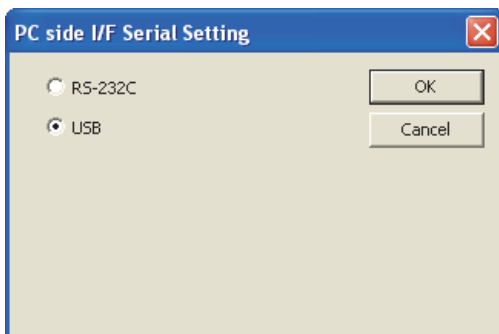 PC side I/F Serial Setting
RS-232C
OK
USB
Cancel